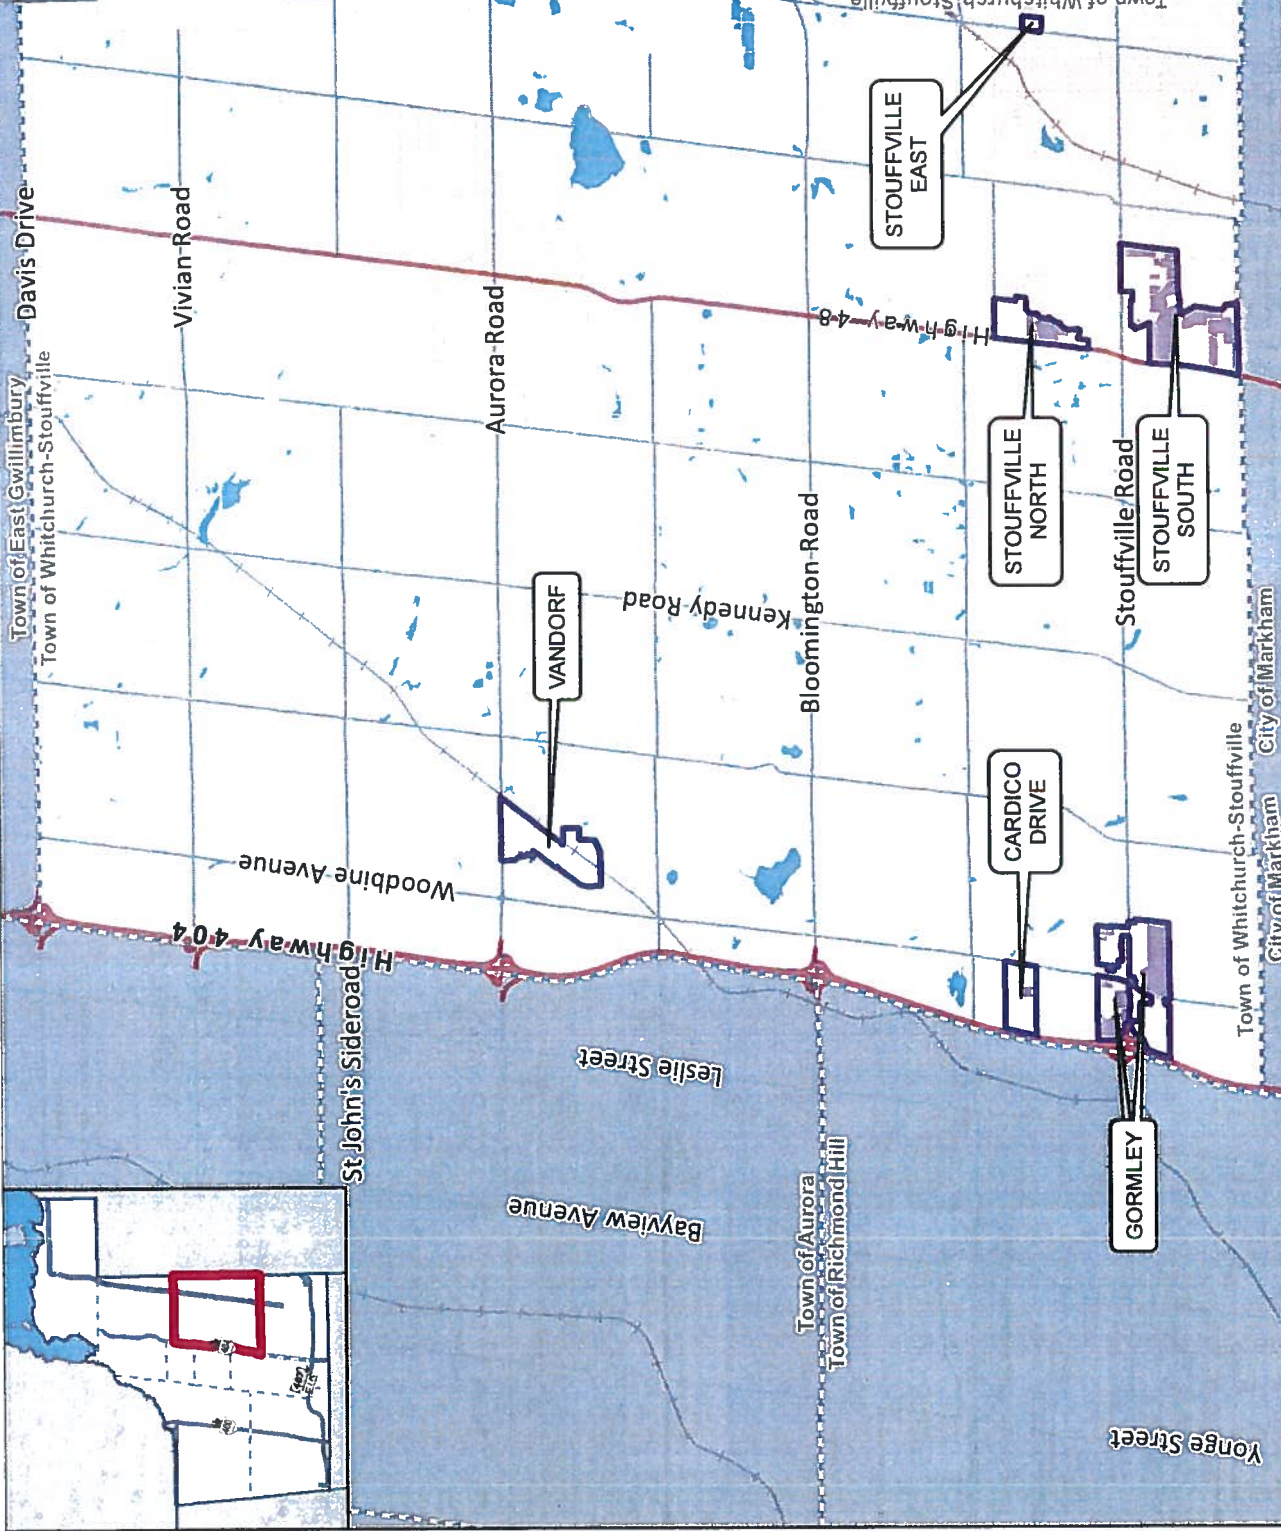 Town of East Gwillimbury
Town of Whitchurch-Stouffville
Davis Drive
Vivian Road
Aurora Road
Bloomington Road
Stouffville Road
St John's Sideroad
Highway 404
Woodbine Avenue
Kennedy Road
Highway 48
Leslie Street
Bayview Avenue
Yonge Street
Town of Aurora
Town of Richmond Hill
Town of Whitchurch-Stouffville
City of Markham
City of Markham
Town of Whitchurch-Stouffville
VANDORF
CARDICO
DRIVE
GORMLEY
STOUFFVILLE
NORTH
STOUFFVILLE
SOUTH
STOUFFVILLE
EAST